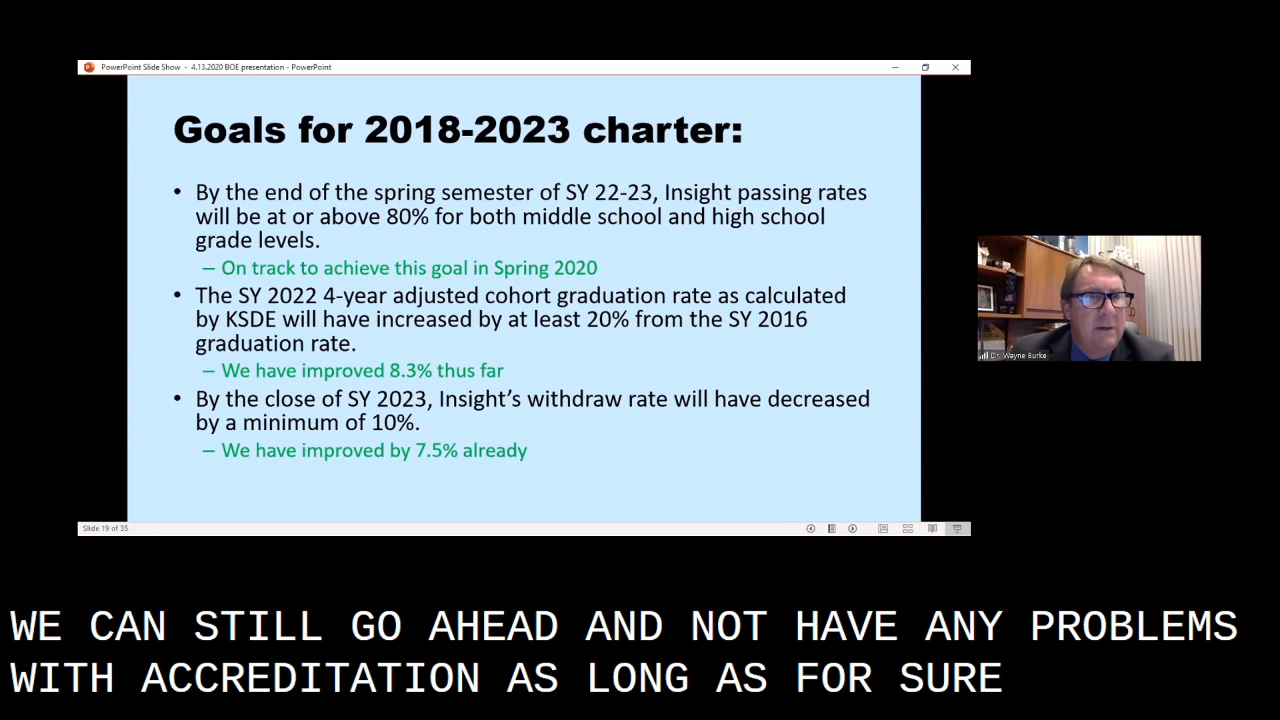 PowerPoint Slide Show - 4.13.2020 BOE presentation - PowerPoint
Goals for 2018-2023 charter:
• By the end of the spring semester of SY 22-23, Insight passing rates
will be at or above 80% for both middle school and high school
grade levels.
– On track to achieve this goal in Spring 2020
• The SY 2022 4-year adjusted cohort graduation rate as calculated
by KSDE will have increased by at least 20% from the SY 2016
graduation rate.
– We have improved 8.3% thus far
• By the close of SY 2023, Insight’s withdraw rate will have decreased
by a minimum of 10%.
– We have improved by 7.5% already
Slide 19 of 35
Dr. Wayne Burke
WE CAN STILL GO AHEAD AND NOT HAVE ANY PROBLEMS
WITH ACCREDITATION AS LONG AS FOR SURE